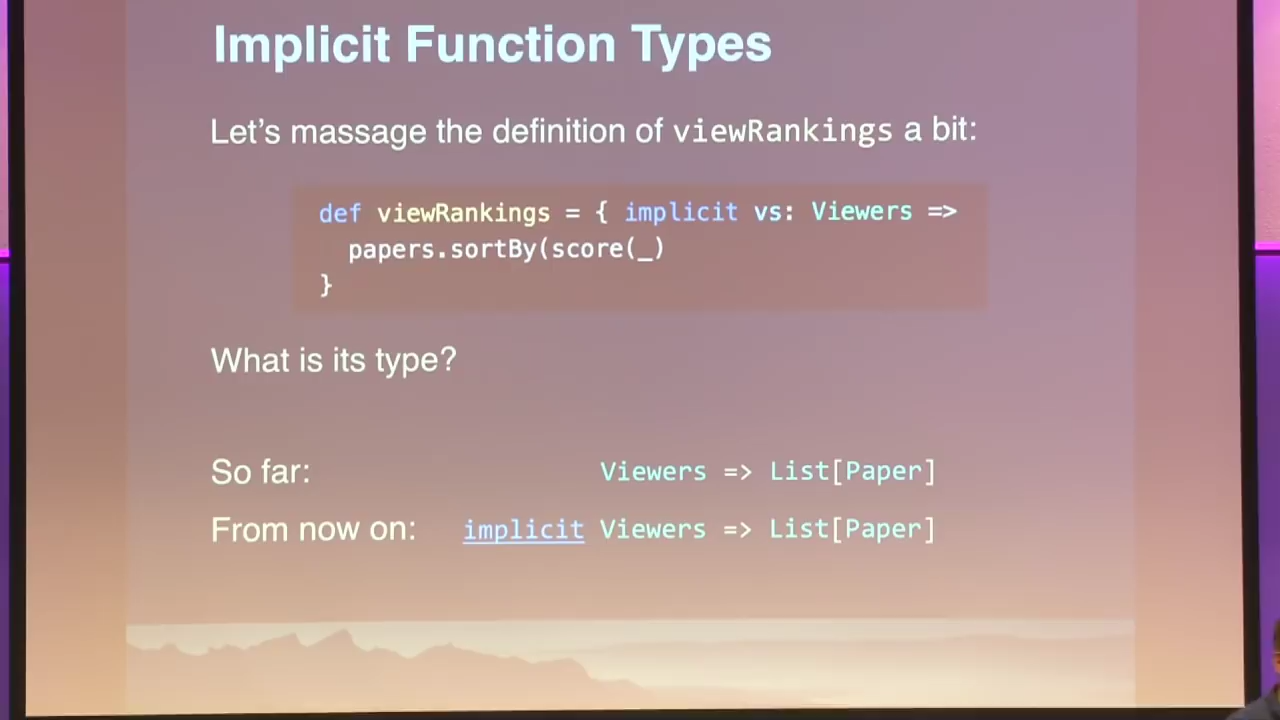 Implicit Function Types
Let's massage the definition of viewRankings a bit:
def viewRankings = { implicit vs: Viewers =>
papers.sortBy(score(_)
}
What is its type?
So far: Viewers => List[Paper]
From now on: implicit Viewers => List[Paper]